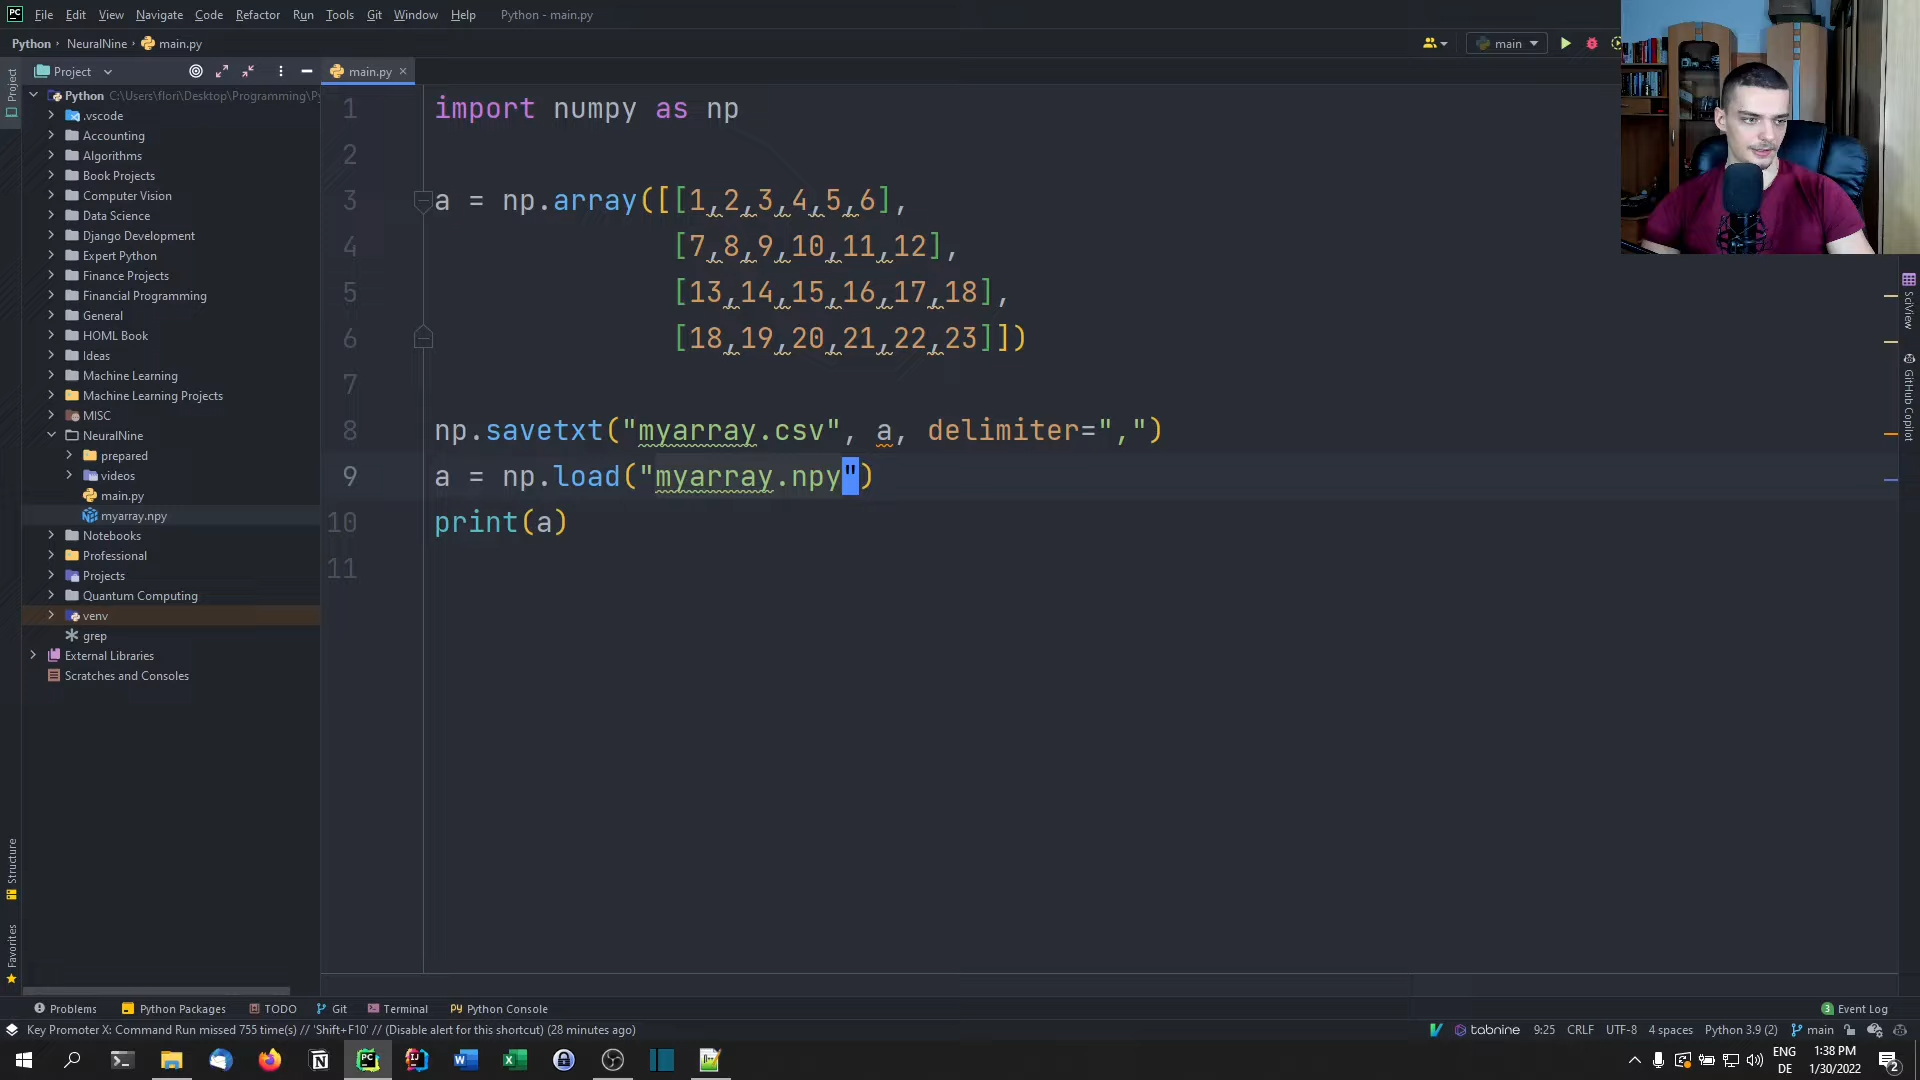 File Edit View Navigate Code Refactor Run Tools Git Window Help Python - main.py
Python NeuralNine main.py main
Project main.py
Project
Python C:\Users\flori\Desktop\Programming\Py
.vscode
Accounting
Algorithms
Book Projects
Computer Vision
Data Science
Django Development
Expert Python
Finance Projects
Financial Programming
General
HOML Book
Ideas
Machine Learning
Machine Learning Projects
MISC
NeuralNine
prepared
videos
main.py
myarray.npy
Notebooks
Professional
Projects
Quantum Computing
venv
grep
External Libraries
Scratches and Consoles
Structure
Favorites
1 import numpy as np
2
3 a = np.array([[1,2,3,4,5,6],
4 [7,8,9,10,11,12],
5 [13,14,15,16,17,18],
6 [18,19,20,21,22,23]])
7
8 np.savetxt("myarray.csv", a, delimiter=",")
9 a = np.load("myarray.npy")
10 print(a)
11
SciView
GitHub Copilot
Problems Python Packages TODO Git Terminal Python Console Event Log
Key Promoter X: Command Run missed 755 time(s) // 'Shift+F10' // (Disable alert for this shortcut) (28 minutes ago) tabnine 9:25 CRLF UTF-8 4 spaces Python 3.9 (2) main
ENG 1:38 PM
DE 1/30/2022 2